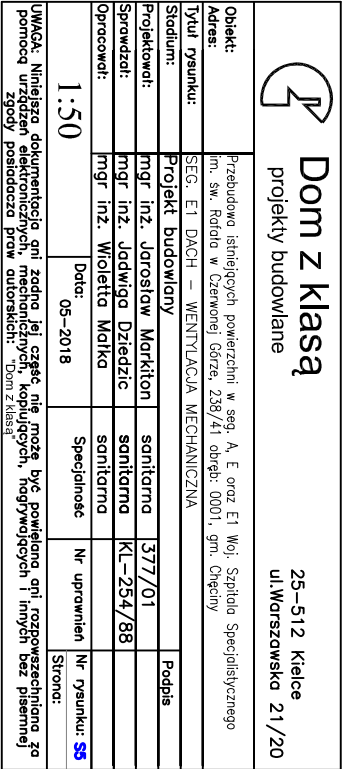 Dom z klasą
projekty budowlane
25-512 Kielce
ul.Warszawska 21/20
Obiekt:
Adres:
Przebudowa istniejących powierzchni w seg. A, E oraz E1 Woj. Szpitala Specjalistycznego
im. św. Rafała w Czerwonej Górze, 238/41 obręb: 0001, gm. Chęciny
Tytuł rysunku: SEG. E1 DACH – WENTYLACJA MECHANICZNA
Stadium: Projekt budowlany Podpis
Projektował: mgr inż. Jarosław Markiton sanitarna 377/01
Sprawdzał: mgr inż. Jadwiga Dziedzic sanitarna KL-254/88
Opracował: mgr inż. Wioletta Małka sanitarna
1:50
Data:
05-2018
Specjalność
Nr uprawnien
Nr rysunku: S5
Strona:
UWAGA: Niniejsza dokumentacja ani żadna jej część nie może być powielana ani rozpowszechniana za
pomocą urządzeń elektronicznych, mechanicznych, kopiujących, nagrywających i innych bez pisemnej
zgody posiadacza praw autorskich: "Dom z klasą"